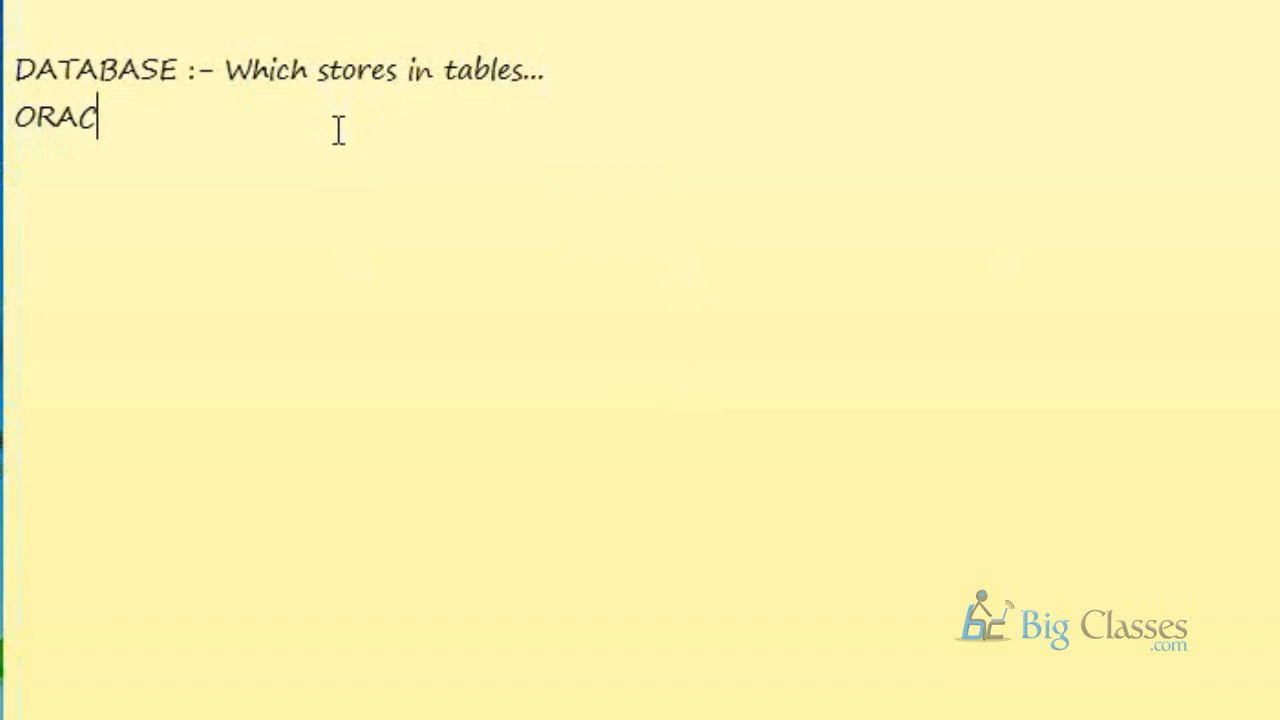 DATABASE :- Which stores in tables...
ORAC
Big Classes
.com